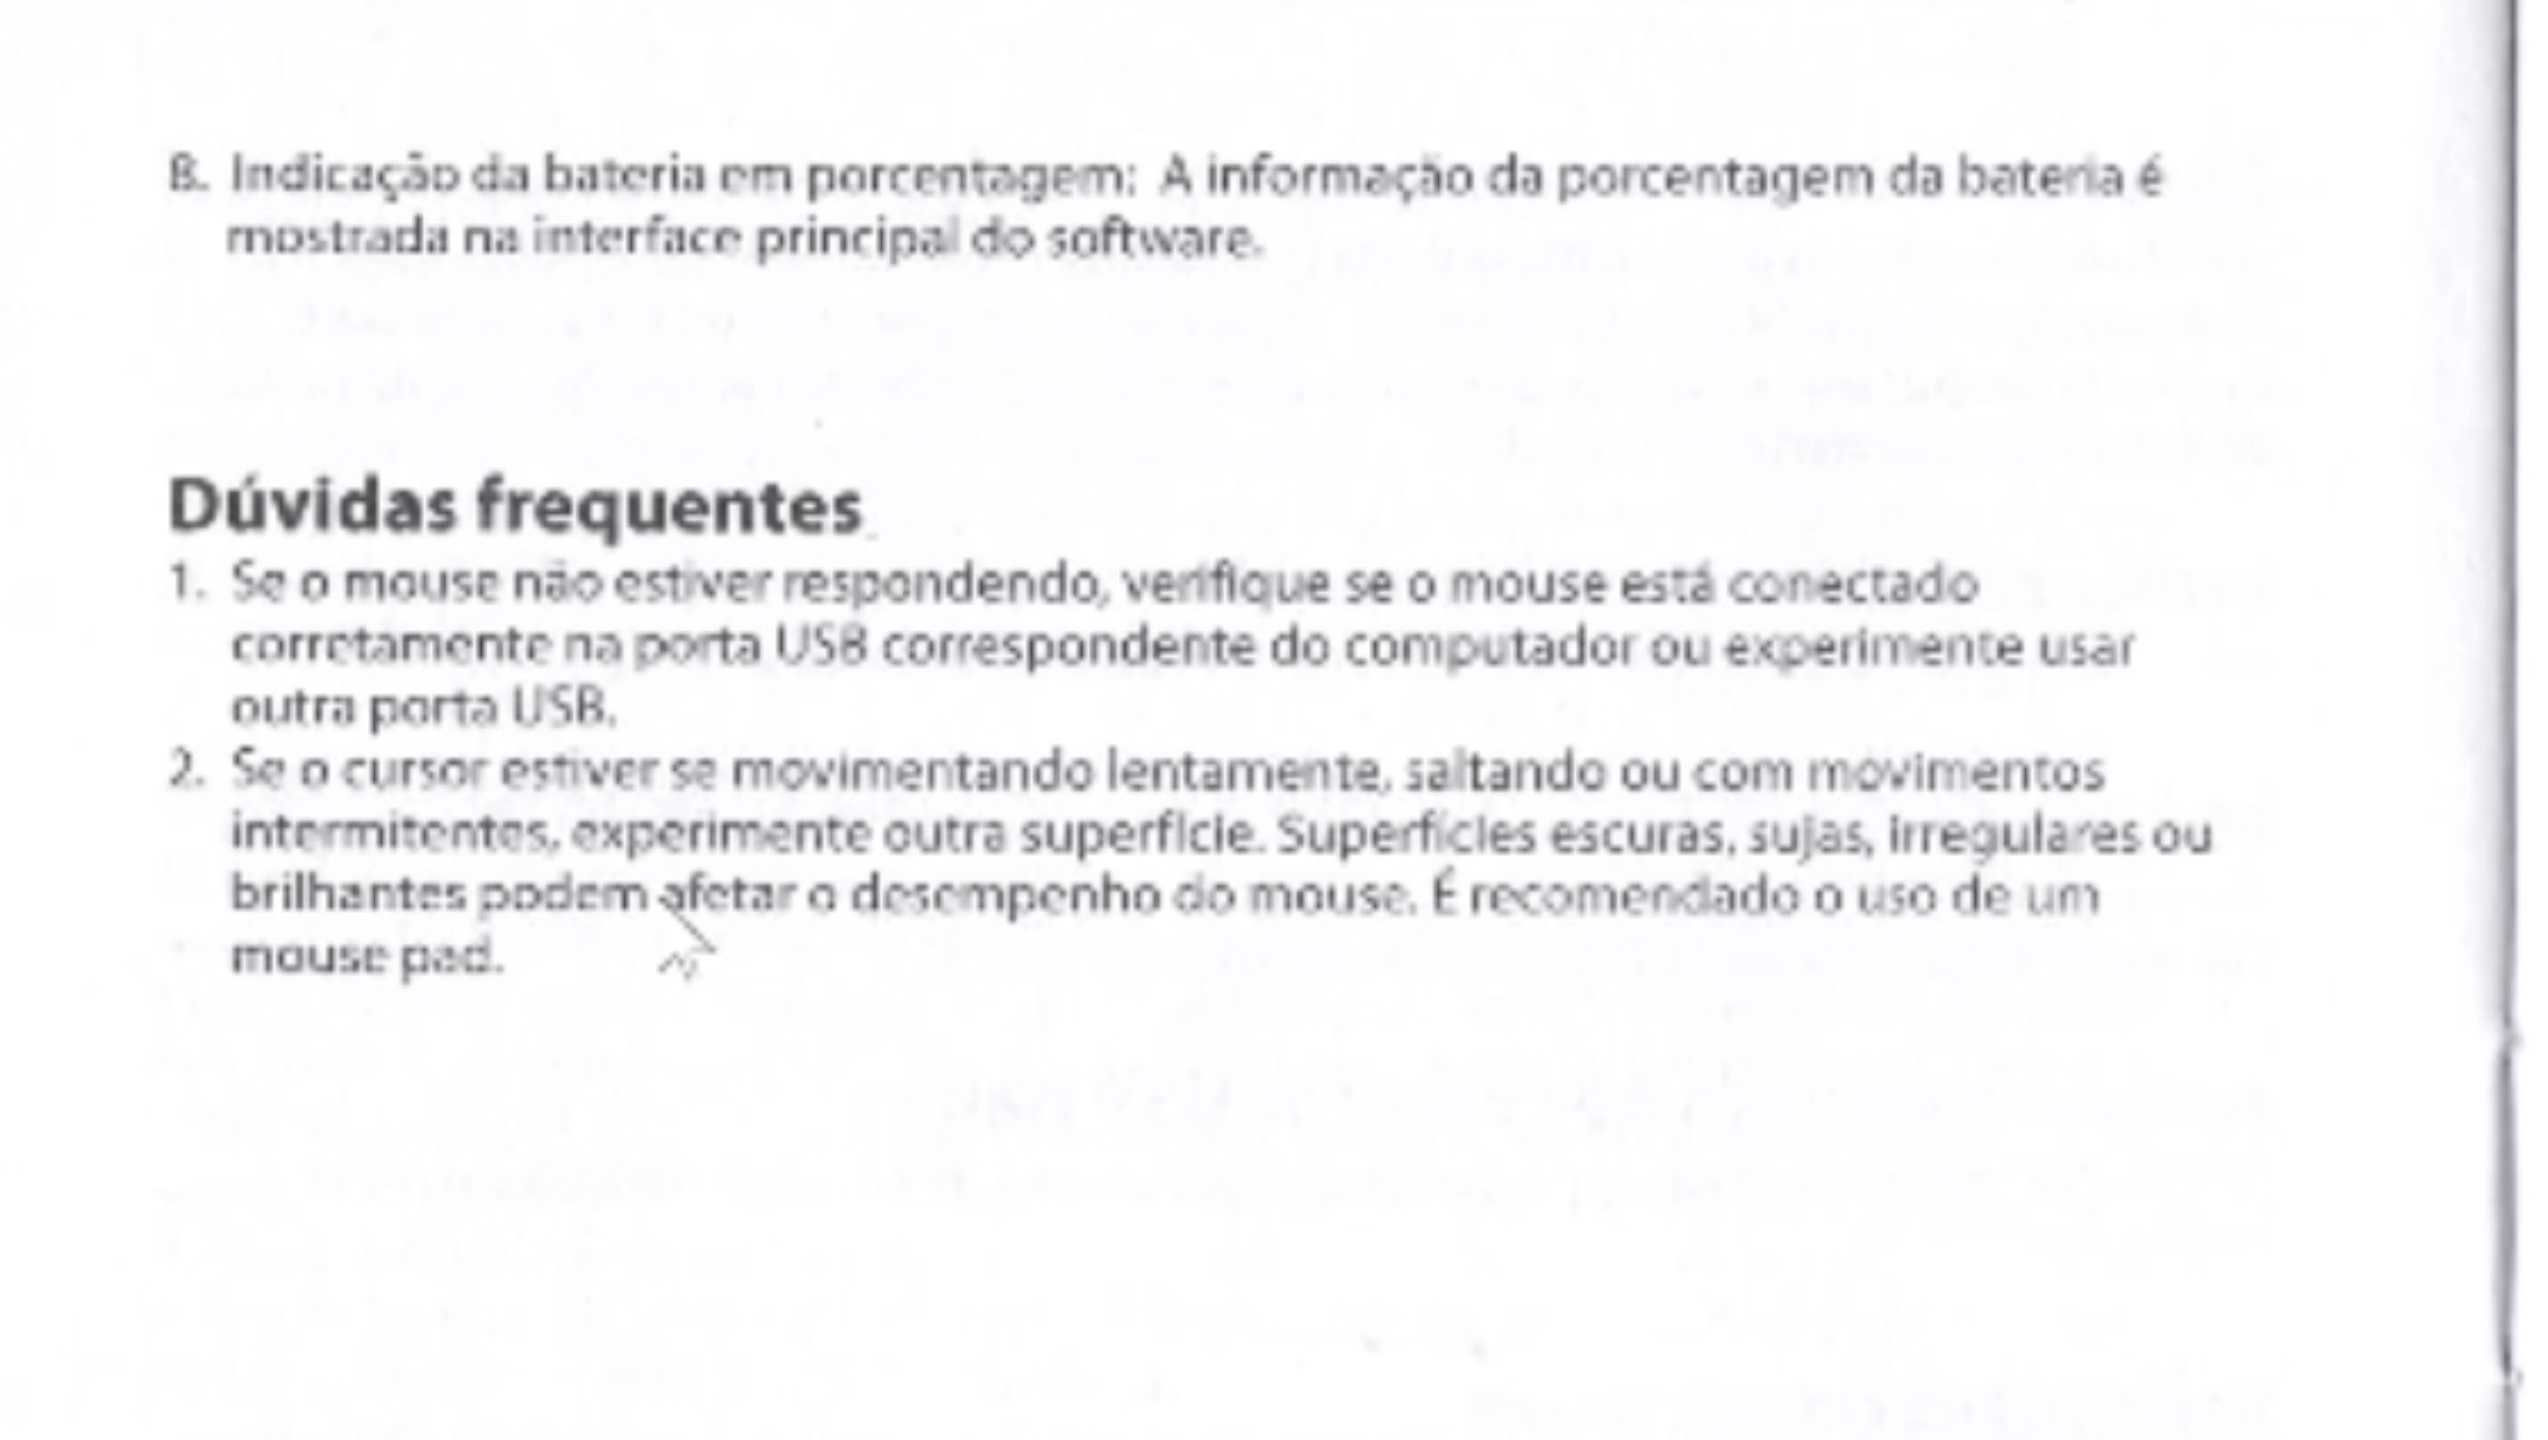 8. Indicação da bateria em porcentagem: A informação da porcentagem da bateria é
mostrada na interface principal do software.
Dúvidas frequentes
1. Se o mouse não estiver respondendo, verifique se o mouse está conectado
corretamente na porta USB correspondente do computador ou experimente usar
outra porta USB.
2. Se o cursor estiver se movimentando lentamente, saltando ou com movimentos
intermitentes, experimente outra superfície. Superfícies escuras, sujas, irregulares ou
brilhantes podem afetar o desempenho do mouse. É recomendado o uso de um
mouse pad.